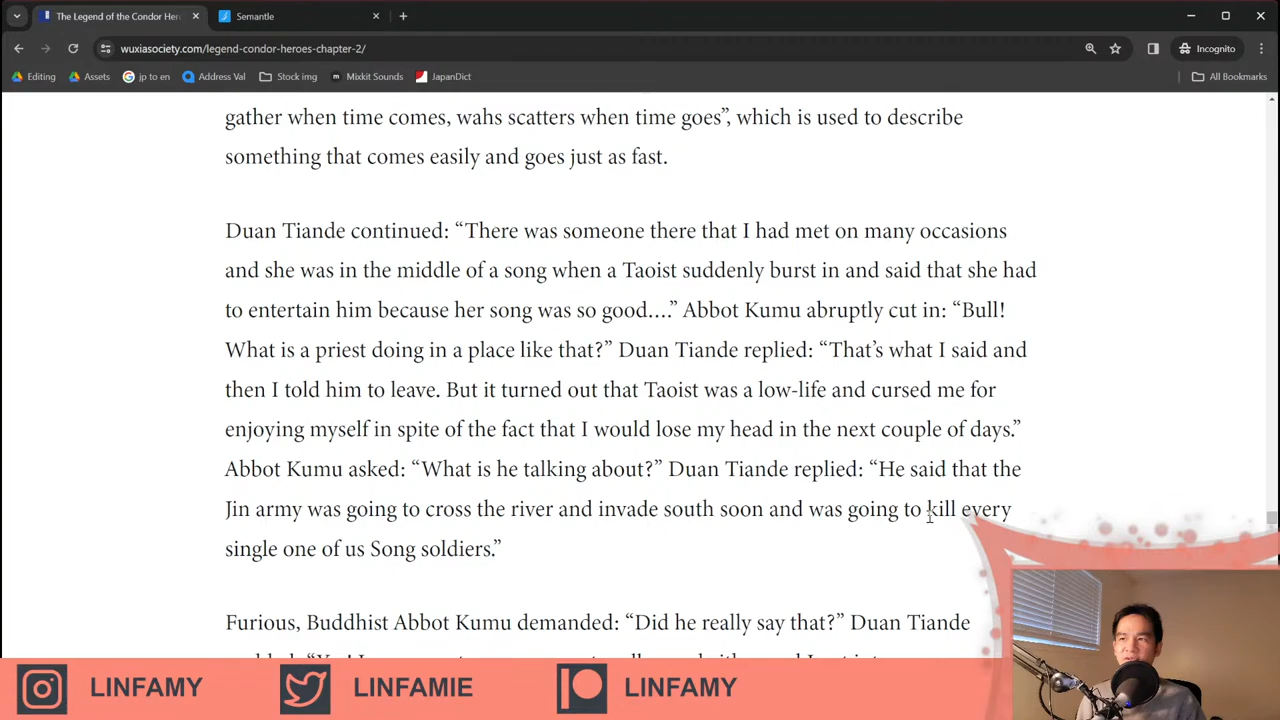 The Legend of the Condor Her
Semantle
wuxiasociety.com/legend-condor-heroes-chapter-2/
Incognito
Editing
Assets
jp to en
Address Val
Stock img
Mixkit Sounds
JapanDict
All Bookmarks
gather when time comes, wahs scatters when time goes”, which is used to describe
something that comes easily and goes just as fast.
Duan Tiande continued: “There was someone there that I had met on many occasions
and she was in the middle of a song when a Taoist suddenly burst in and said that she had
to entertain him because her song was so good….” Abbot Kumu abruptly cut in: “Bull!
What is a priest doing in a place like that?” Duan Tiande replied: “That’s what I said and
then I told him to leave. But it turned out that Taoist was a low-life and cursed me for
enjoying myself in spite of the fact that I would lose my head in the next couple of days.”
Abbot Kumu asked: “What is he talking about?” Duan Tiande replied: “He said that the
Jin army was going to cross the river and invade south soon and was going to kill every
single one of us Song soldiers.”
Furious, Buddhist Abbot Kumu demanded: “Did he really say that?” Duan Tiande
LINFAMY
LINFAMIE
LINFAMY